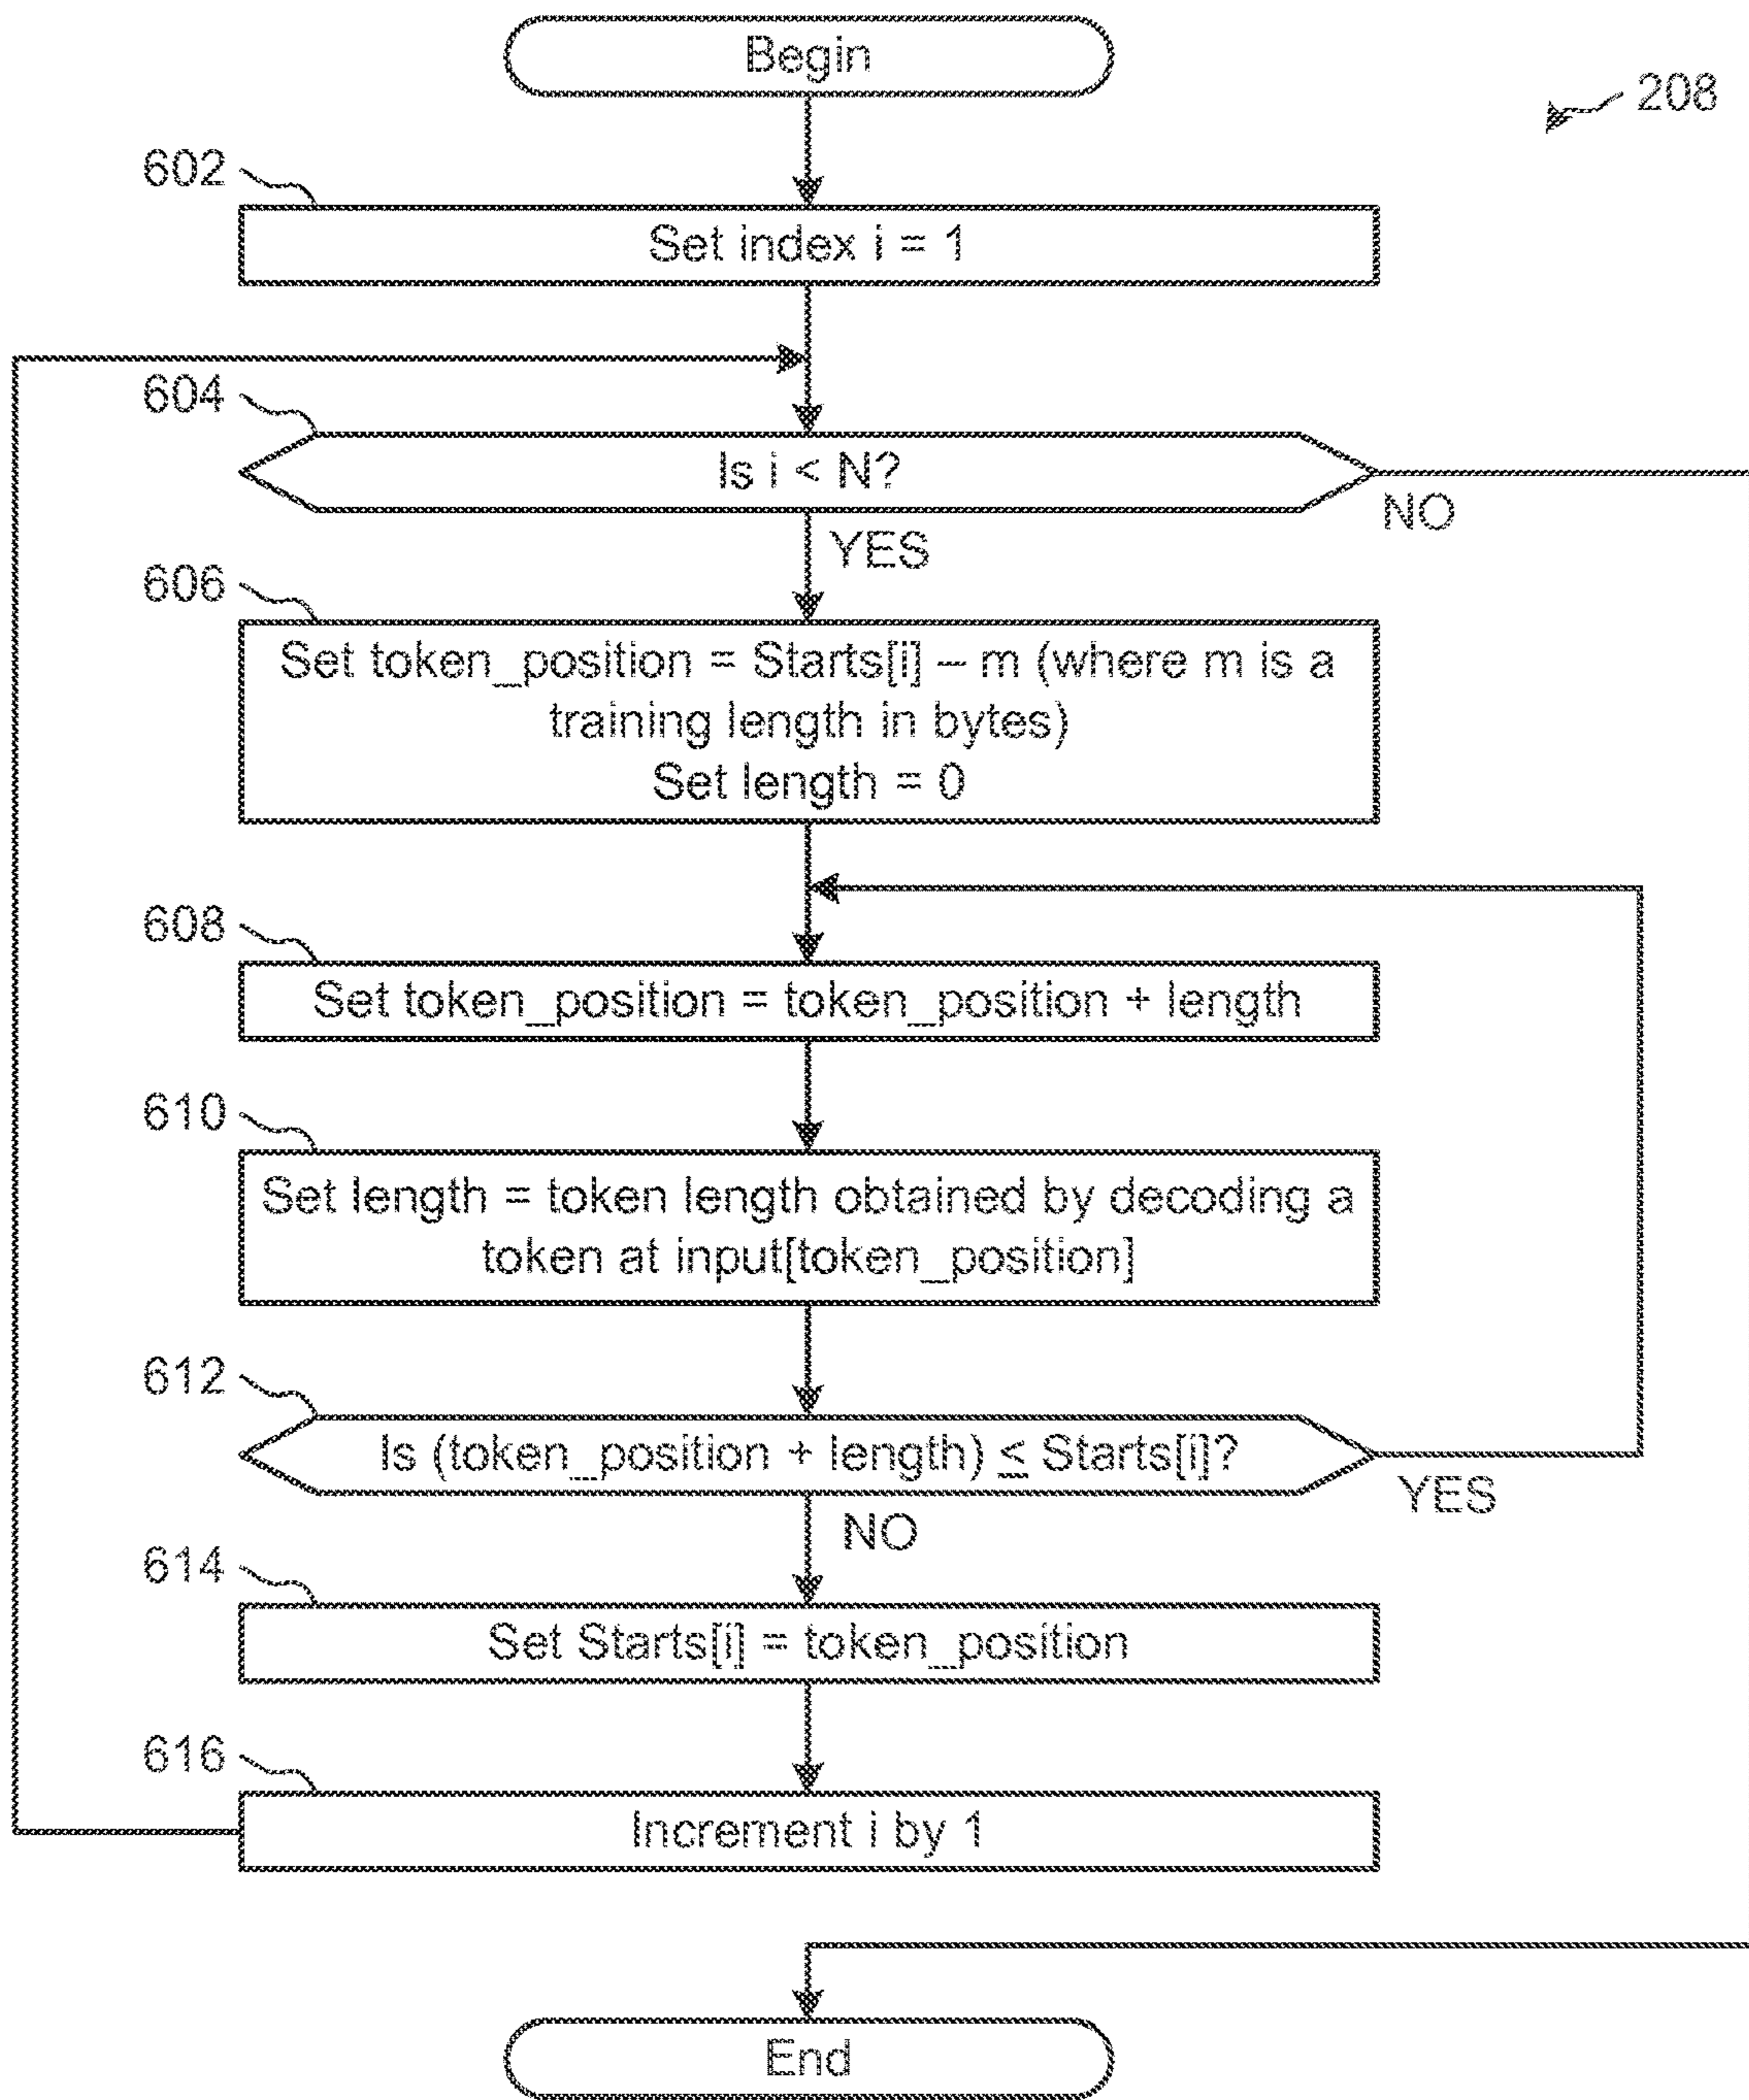 Begin
208
602
Set index i = 1
604
Is i < N?
NO
YES
606
Set token_position = Starts[i] – m (where m is a
training length in bytes)
Set length = 0
608
Set token_position = token_position + length
610
Set length = token length obtained by decoding a
token at input[token_position]
612
Is (token_position + length) ≤ Starts[i]?
YES
NO
614
Set Starts[i] = token_position
616
Increment i by 1
End